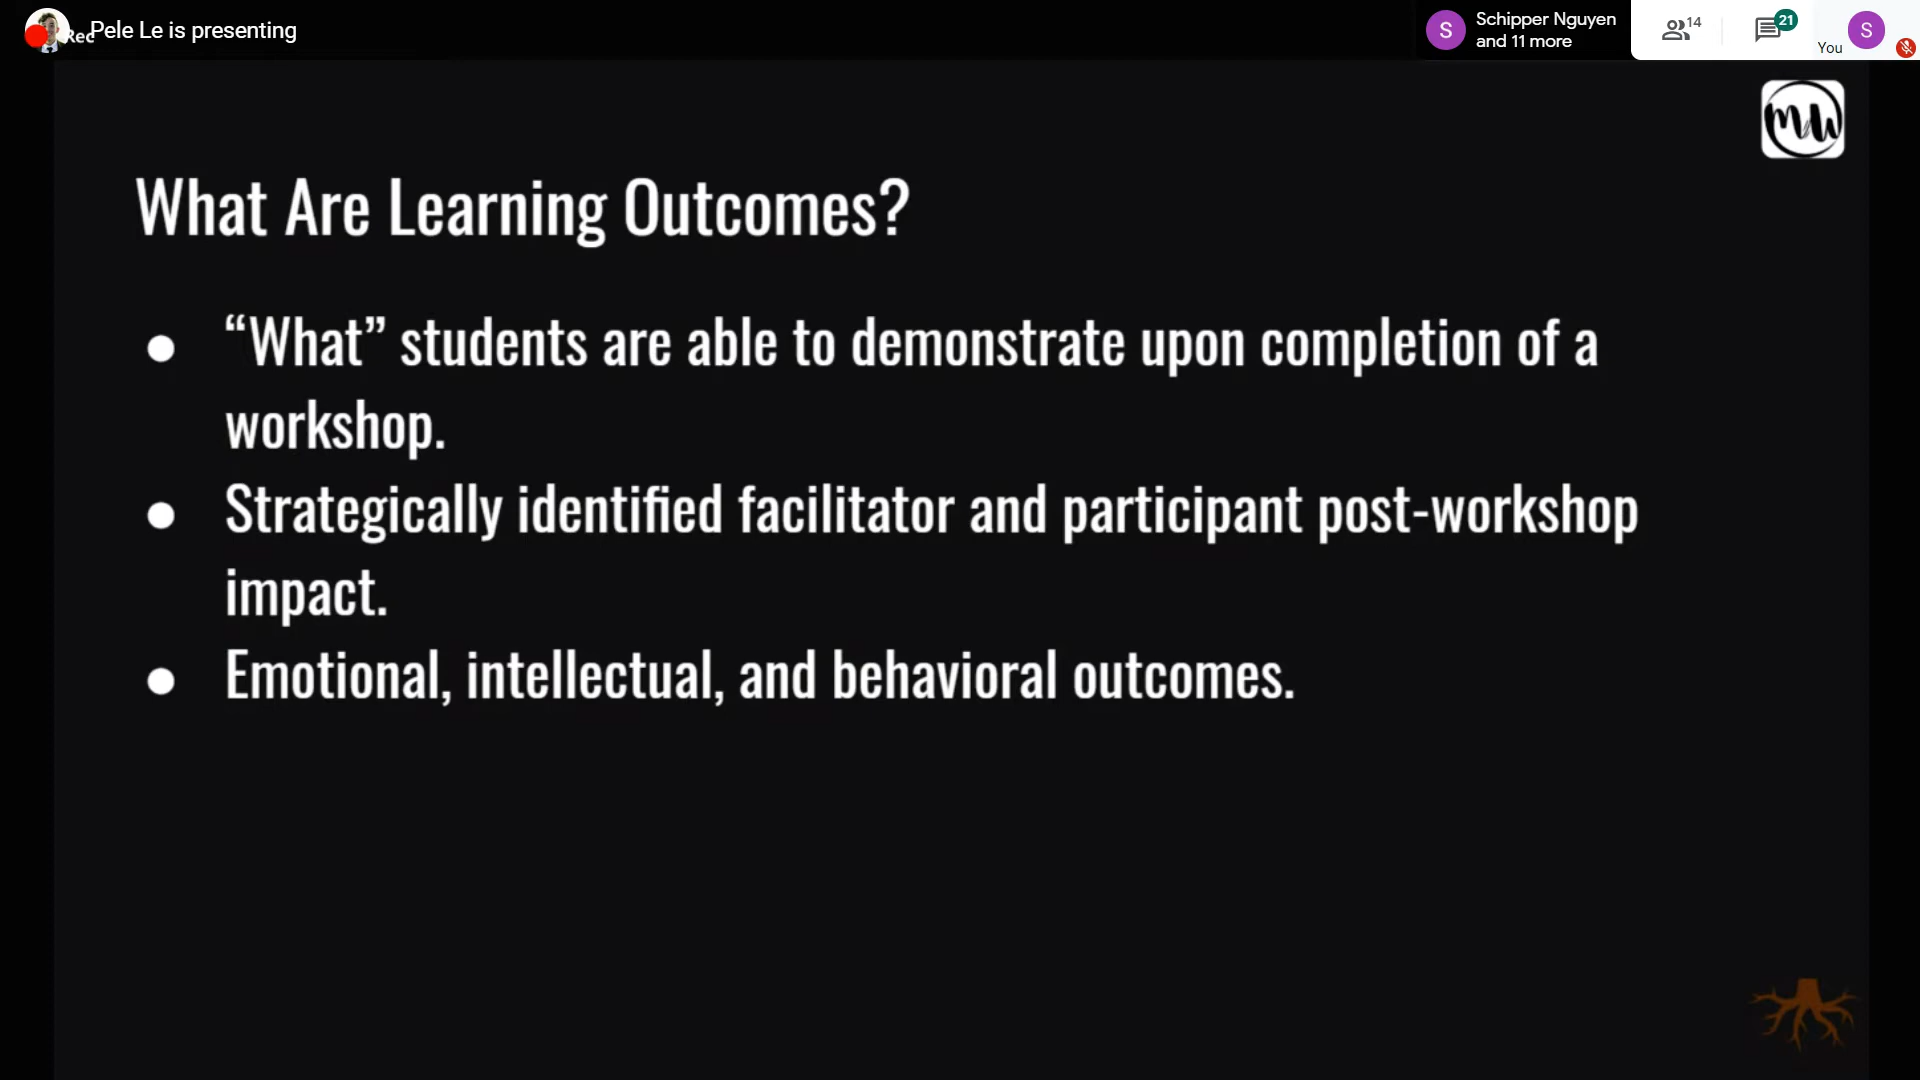 Rec
Pele Le is presenting
Schipper Nguyen
and 11 more
14
21
You
S
S
MW
What Are Learning Outcomes?
● “What” students are able to demonstrate upon completion of a
workshop.
● Strategically identified facilitator and participant post-workshop
impact.
● Emotional, intellectual, and behavioral outcomes.